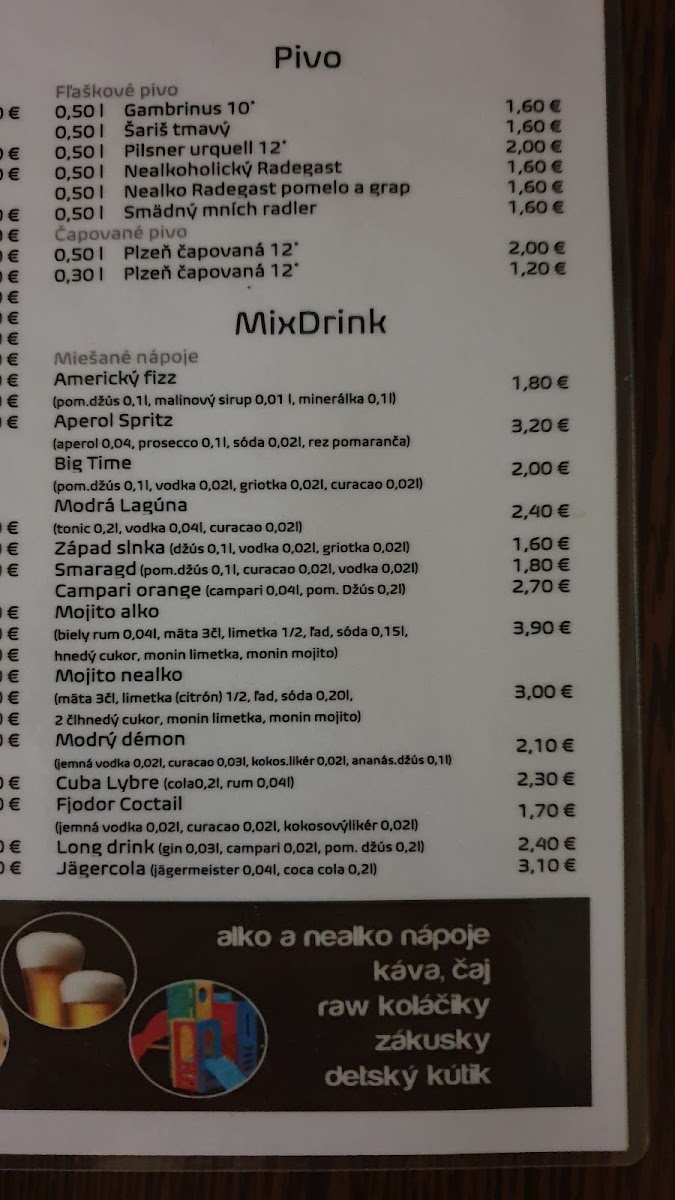 Pivo
Fľaškové pivo
0,50 l Gambrinus 10° 1,60 €
0,50 l Šariš tmavý 1,60 €
0,50 l Pilsner urquell 12° 2,00 €
0,50 l Nealkoholický Radegast 1,60 €
0,50 l Nealko Radegast pomelo a grap 1,60 €
0,50 l Smädný mních radler 1,60 €
Čapované pivo
0,50 l Plzeň čapovaná 12° 2,00 €
0,30 l Plzeň čapovaná 12° 1,20 €
MixDrink
Miešané nápoje
Americký fizz 1,80 €
(pom.džús 0,1l, malinový sirup 0,01 l, minerálka 0,1l)
Aperol Spritz 3,20 €
(aperol 0,04, prosecco 0,1 l, sóda 0,02l, rez pomaranča)
Big Time 2,00 €
(pom.džús 0,1 l, vodka 0,02l, griotka 0,02l, curacao 0,02l)
Modrá Lagúna 2,40 €
(tonic 0,2l, vodka 0,04l, curacao 0,02l)
Západ slnka (džús 0,1 l, vodka 0,02l, griotka 0,02l) 1,60 €
Smaragd (pom.džús 0,1 l, curacao 0,02l, vodka 0,02l) 1,80 €
Campari orange (campari 0,04l, pom. Džús 0,2l) 2,70 €
Mojito alko 3,90 €
(biely rum 0,04l, mäta 3čl, limetka 1/2, ľad, sóda 0,15l,
hnedý cukor, monin limetka, monin mojito)
Mojito nealko 3,00 €
(mäta 3čl, limetka (citrón) 1/2, ľad, sóda 0,20l,
2 člhnedý cukor, monin limetka, monin mojito)
Modrý démon 2,10 €
(jemná vodka 0,02l, curacao 0,03l, kokos.likér 0,02l, ananás.džús 0,1 l)
Cuba Lybre (cola0,2l, rum 0,04l) 2,30 €
Fjodor Coctail 1,70 €
(jemná vodka 0,02l, curacao 0,02l, kokosovýlikér 0,02l)
Long drink (gin 0,03l, campari 0,02l, pom. džús 0,2l) 2,40 €
Jägercola (jägermeister 0,04l, coca cola 0,2l) 3,10 €
alko a nealko nápoje
káva, čaj
raw koláčiky
zákusky
detský kútik